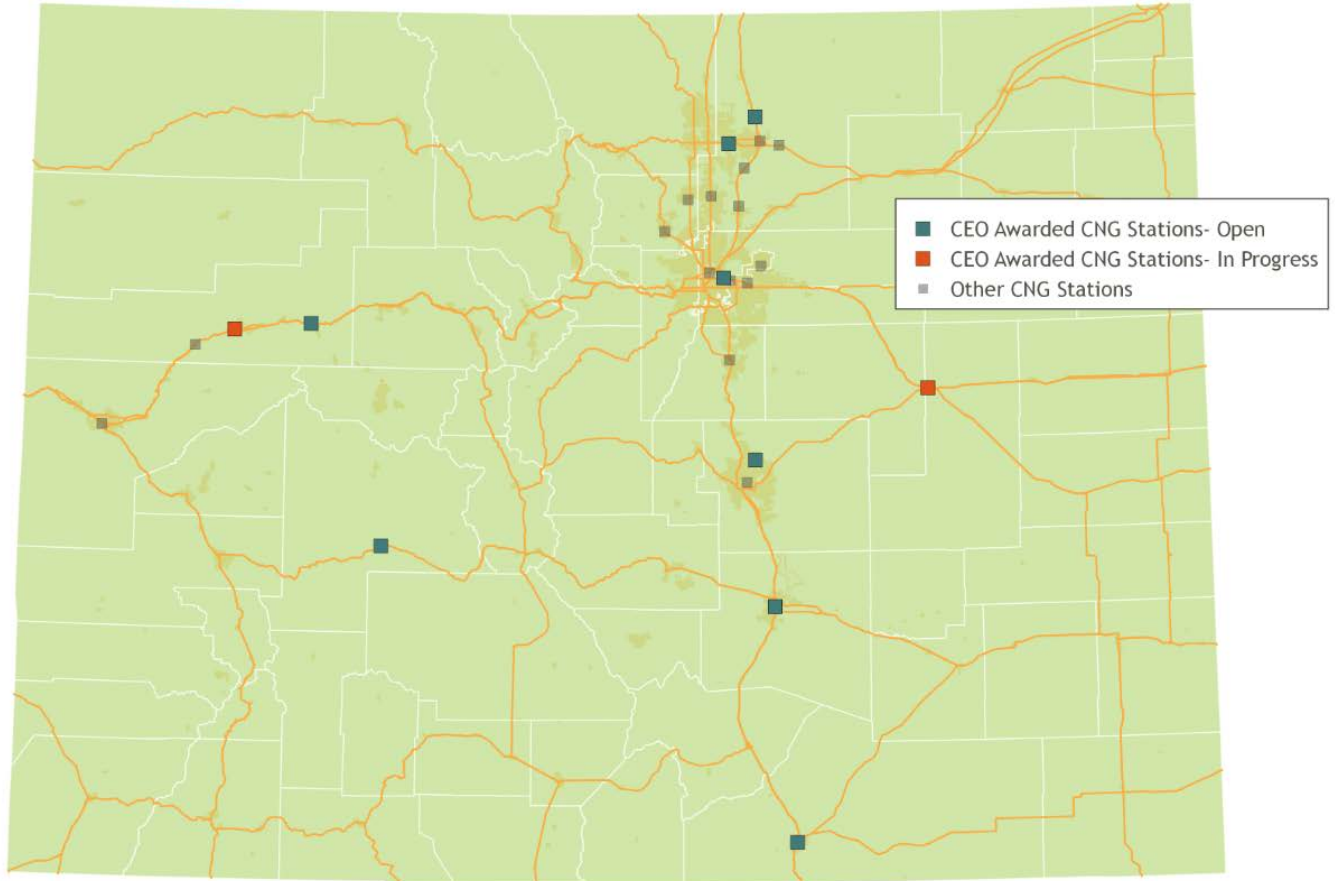 CEO Awarded CNG Stations- Open
CEO Awarded CNG Stations- In Progress
Other CNG Stations